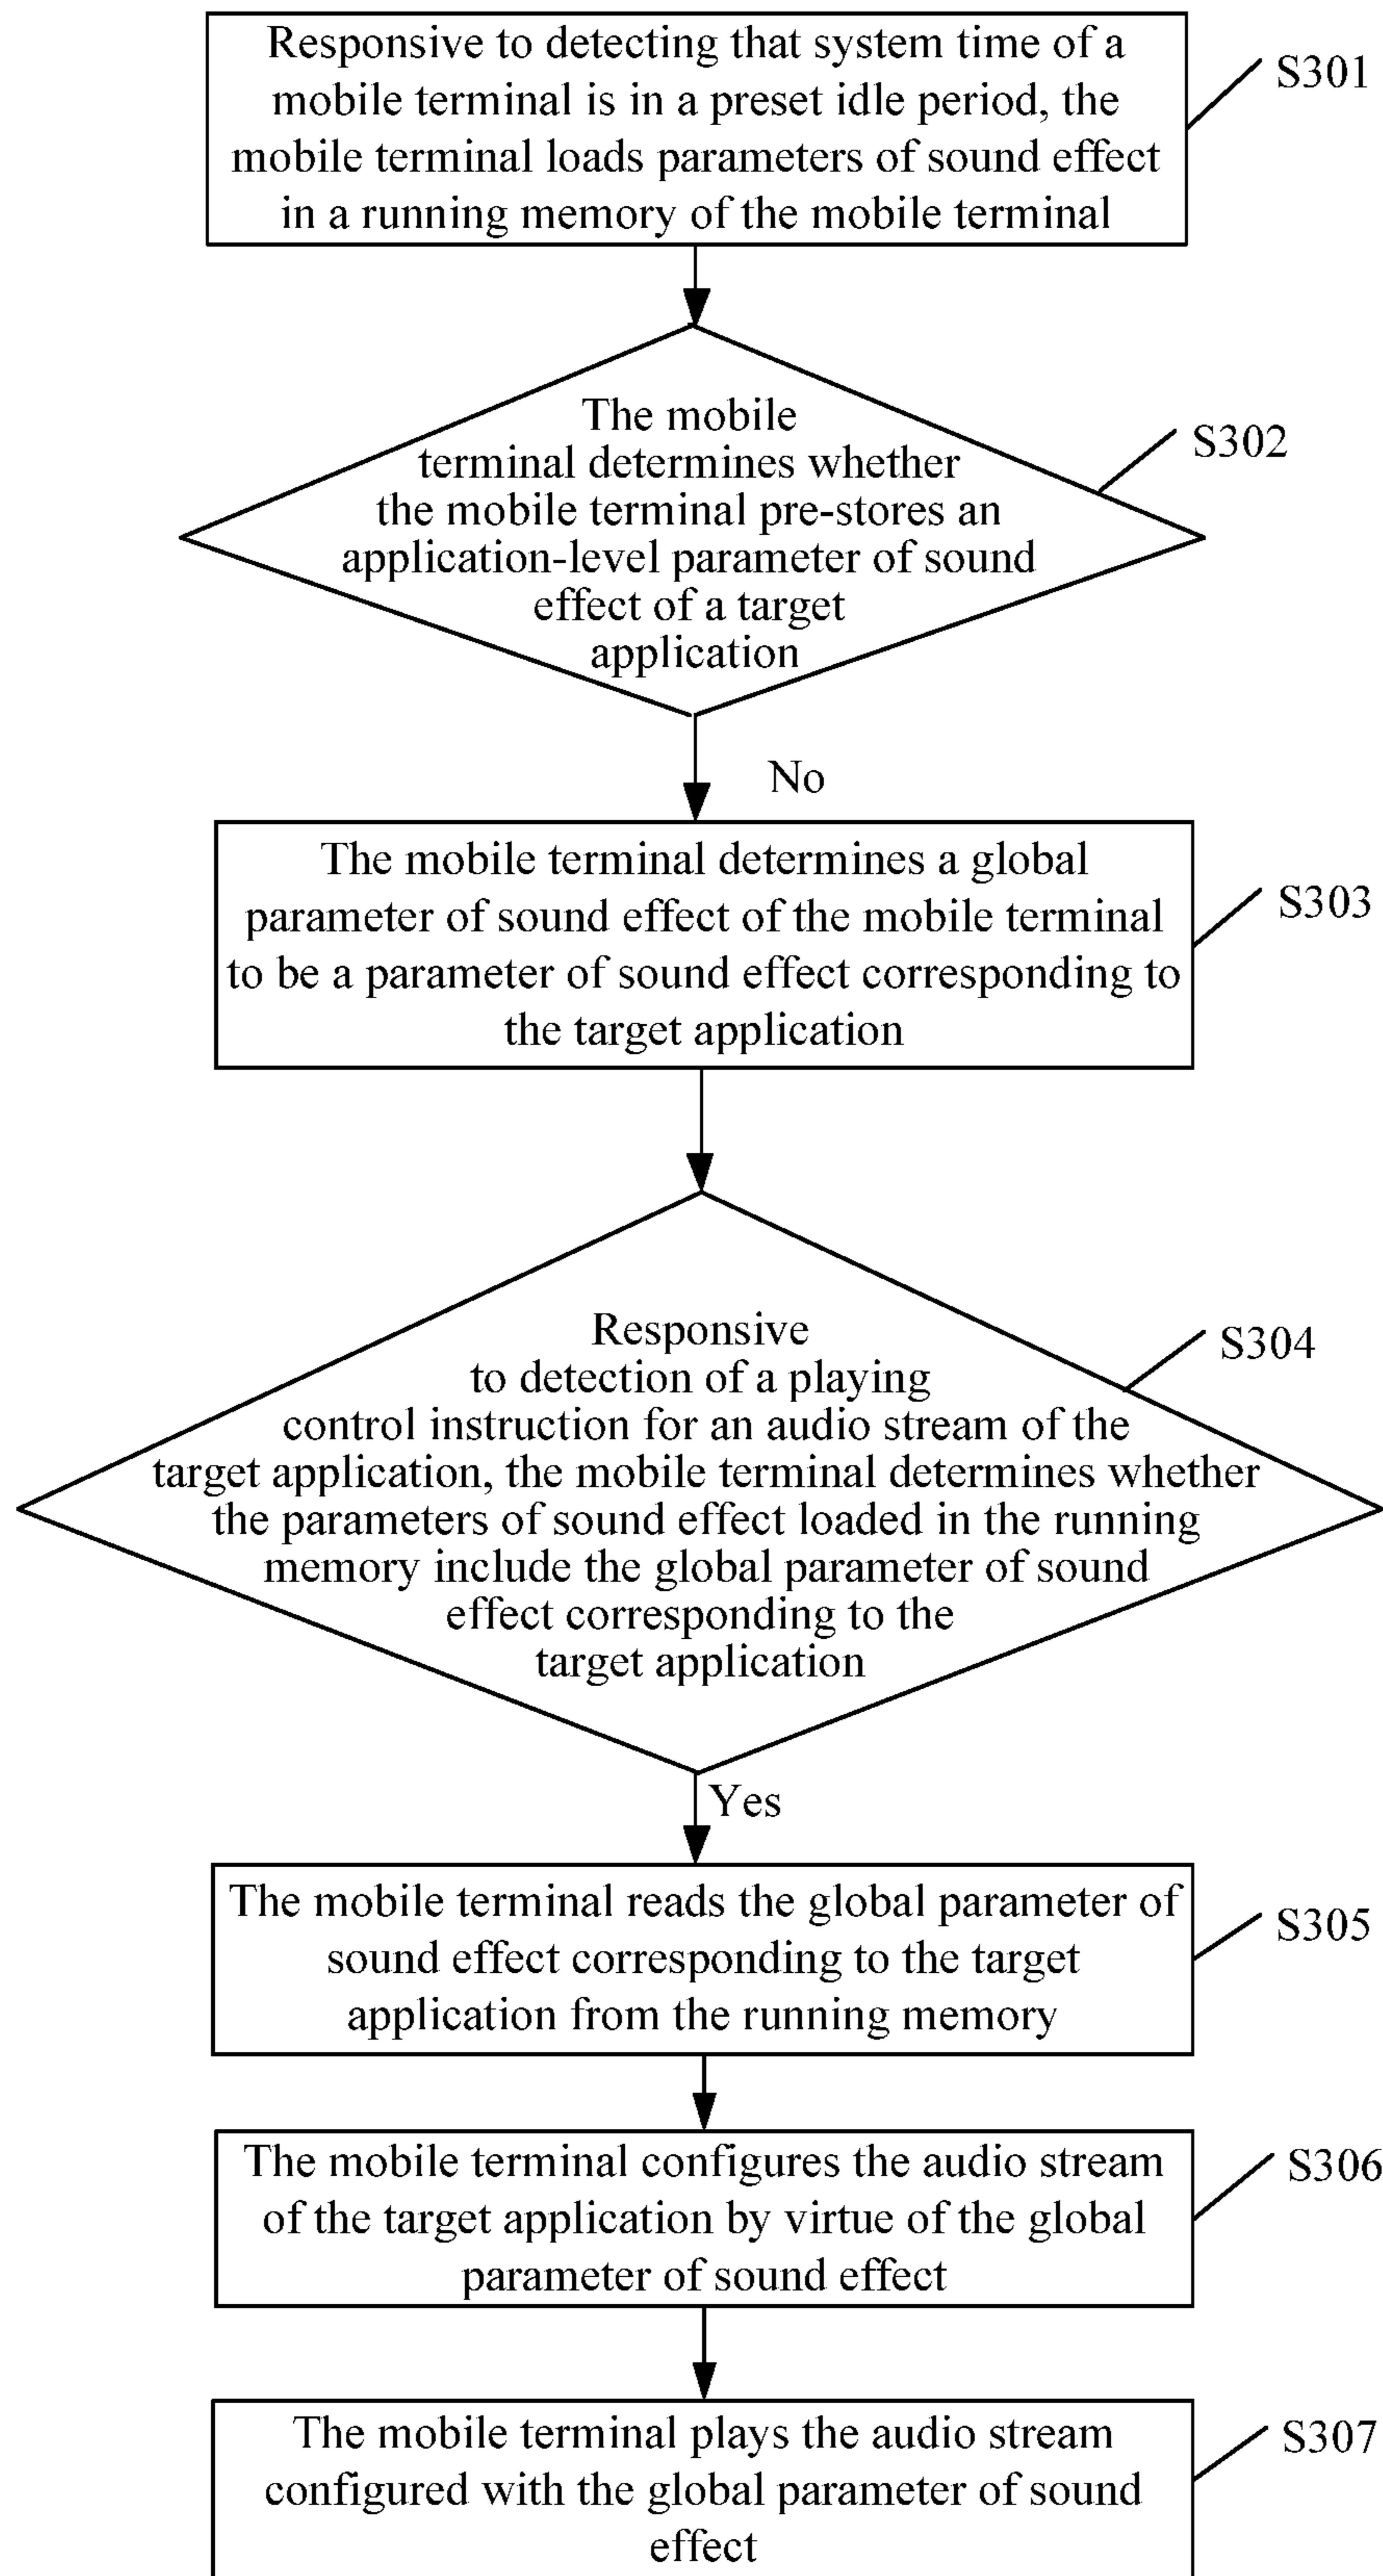 Responsive to detecting that system time of a
mobile terminal is in a preset idle period, the
mobile terminal loads parameters of sound effect
in a running memory of the mobile terminal
S301
The mobile
terminal determines whether
the mobile terminal pre-stores an
application-level parameter of sound
effect of a target
application
S302
No
The mobile terminal determines a global
parameter of sound effect of the mobile terminal
to be a parameter of sound effect corresponding to
the target application
S303
Responsive
to detection of a playing
control instruction for an audio stream of the
target application, the mobile terminal determines whether
the parameters of sound effect loaded in the running
memory include the global parameter of sound
effect corresponding to the
target application
S304
Yes
The mobile terminal reads the global parameter of
sound effect corresponding to the target
application from the running memory
S305
The mobile terminal configures the audio stream
of the target application by virtue of the global
parameter of sound effect
S306
The mobile terminal plays the audio stream
configured with the global parameter of sound
effect
S307